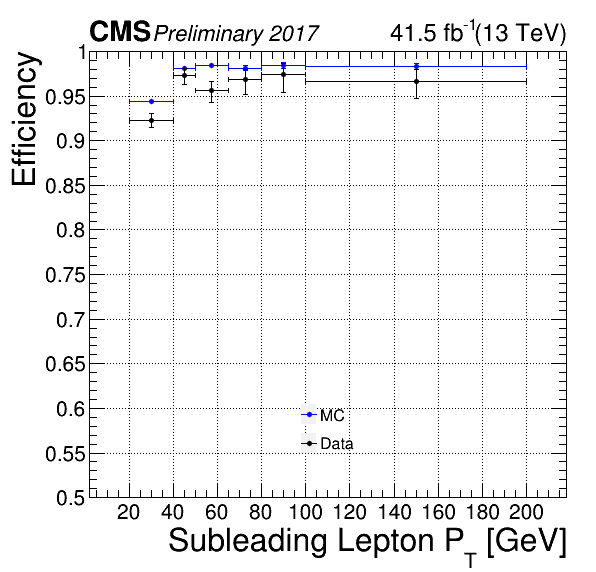 CMS Preliminary 2017 41.5 fb⁻¹(13 TeV)
Efficiency
1
0.95
0.9
0.85
0.8
0.75
0.7
0.65
0.6
0.55
0.5
MC
Data
20 40 60 80 100 120 140 160 180 200
Subleading Lepton P_T [GeV]